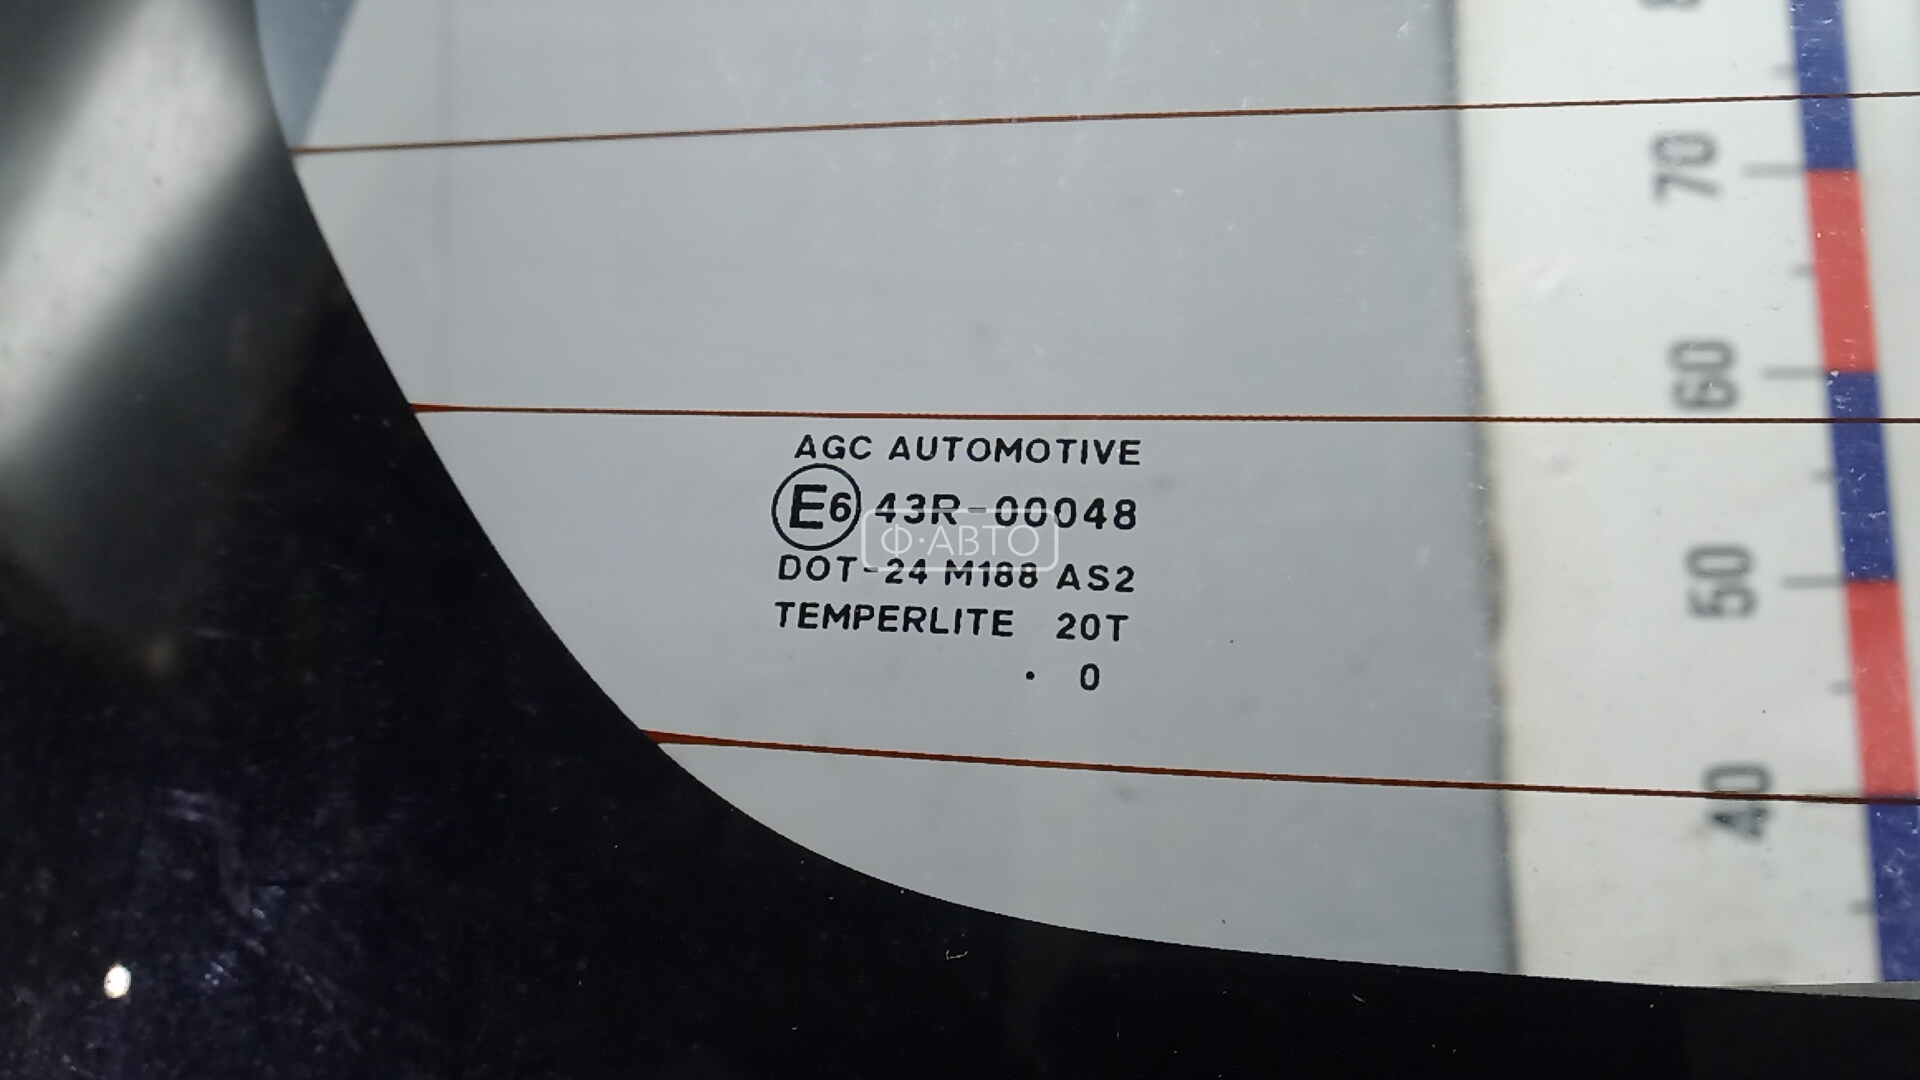 AGC AUTOMOTIVE
E6 43R-00048
Ф·АВТО
DOT-24 M188 AS2
TEMPERLITE 20T
· 0
70
60
50
40